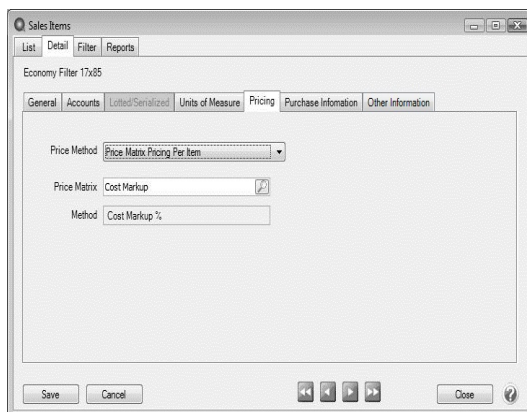 Sales Items
List Detail Filter Reports
Economy Filter 17x85
General Accounts Lotted/Serialized Units of Measure Pricing Purchase Infomation Other Information
Price Method Price Matrix Pricing Per Item
Price Matrix Cost Markup
Method Cost Markup %
Save Cancel Close ?